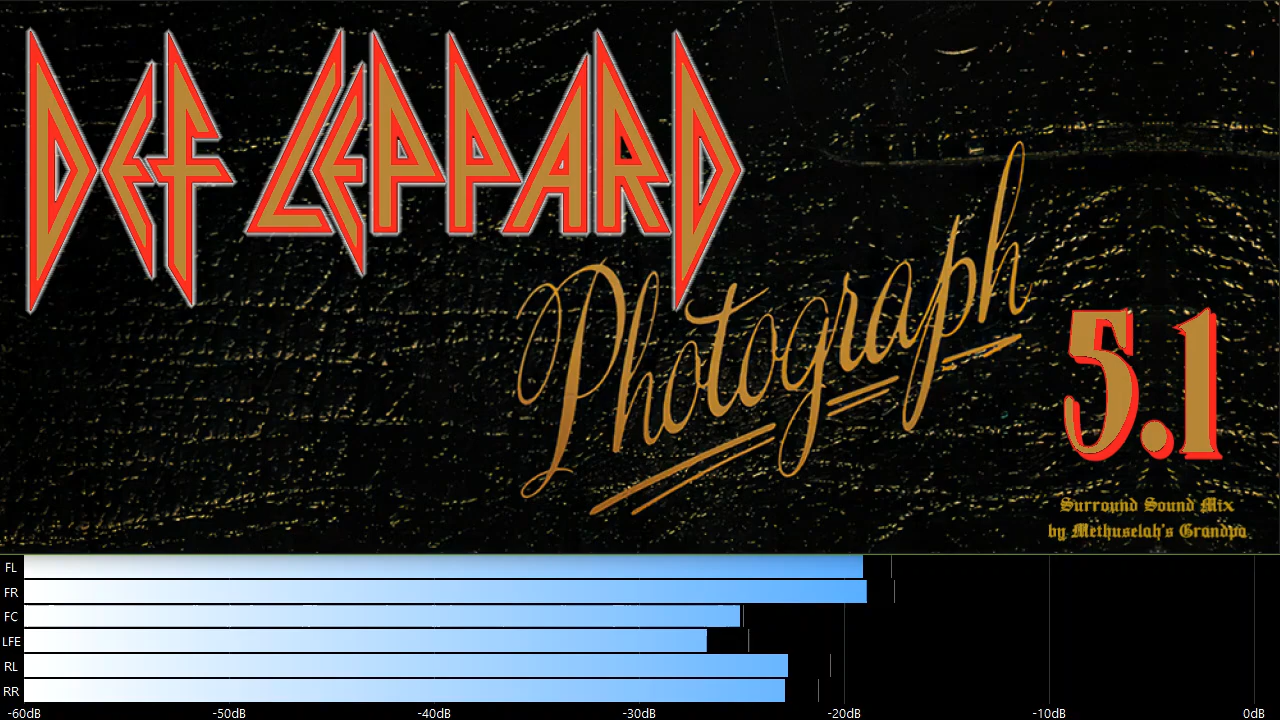 DEF LEPPARD
Photograph
5.1
Surround Sound Mix
by Methuselah's Grandpa
FL
FR
FC
LFE
RL
RR
-60dB -50dB -40dB -30dB -20dB -10dB 0dB